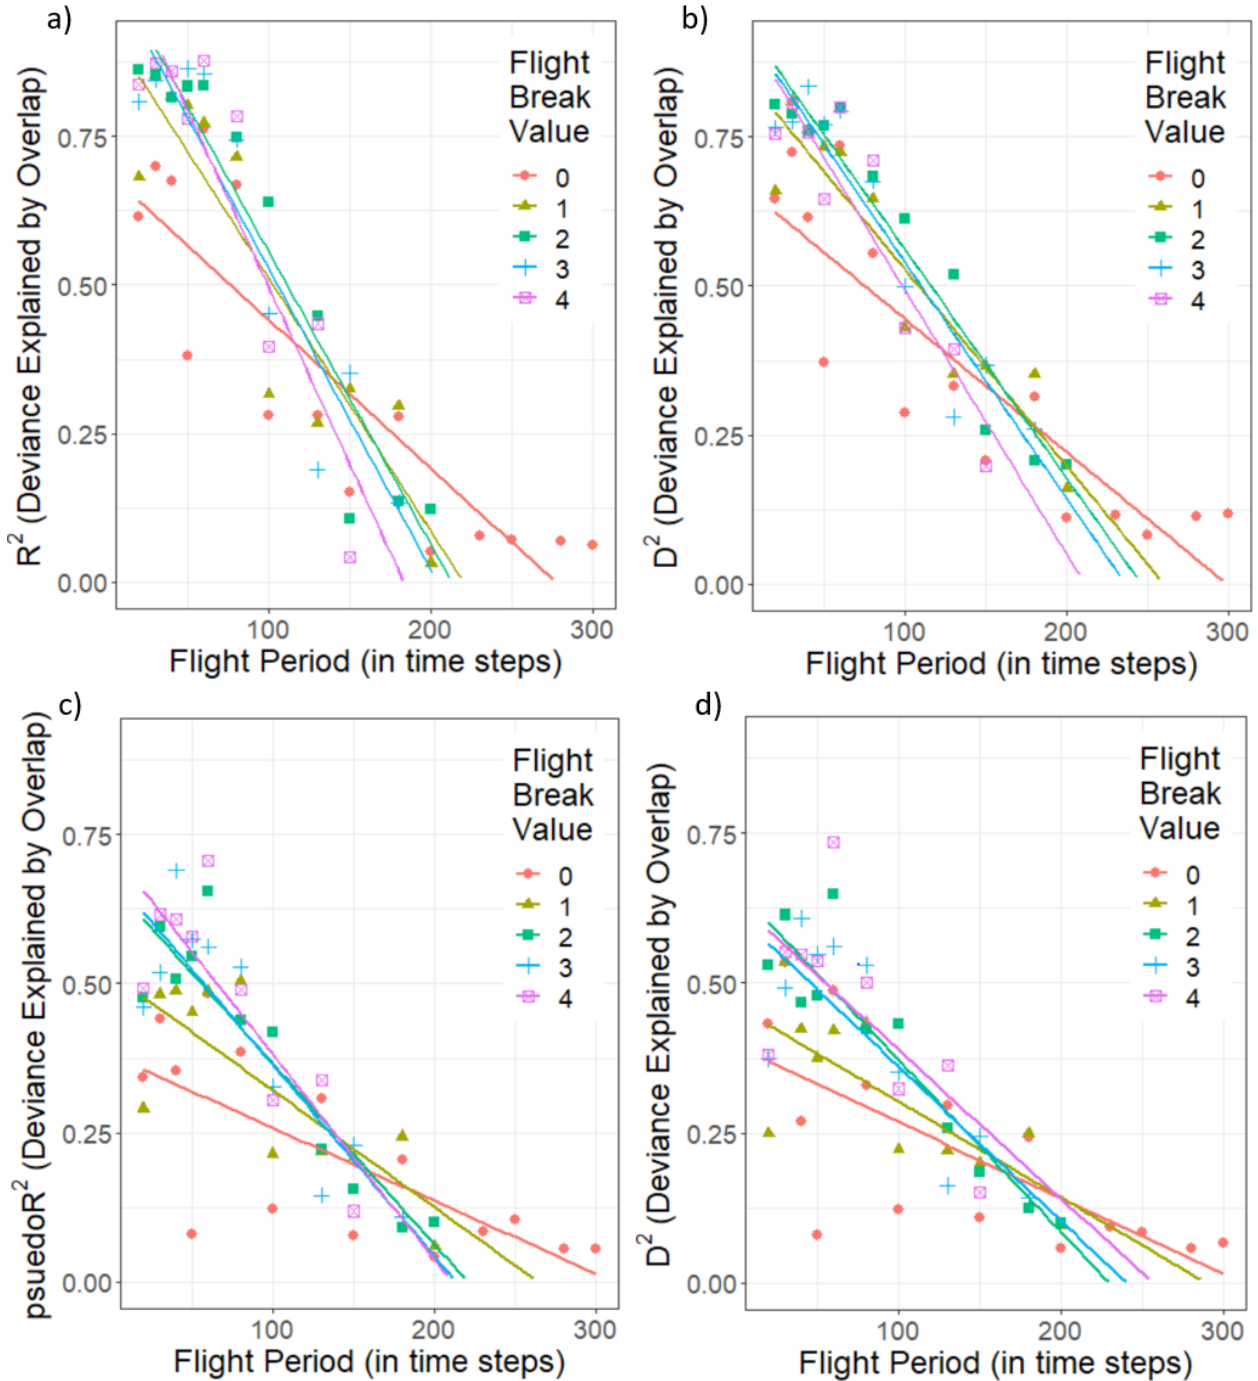 a)
R² (Deviance Explained by Overlap)
0.75
0.50
0.25
0.00
100
200
300
Flight Period (in time steps)
Flight
Break
Value
0
1
2
3
4
b)
D² (Deviance Explained by Overlap)
0.75
0.50
0.25
0.00
100
200
300
Flight Period (in time steps)
Flight
Break
Value
0
1
2
3
4
c)
psuedoR² (Deviance Explained by Overlap)
0.75
0.50
0.25
0.00
100
200
300
Flight Period (in time steps)
Flight
Break
Value
0
1
2
3
4
d)
D² (Deviance Explained by Overlap)
0.75
0.50
0.25
0.00
100
200
300
Flight Period (in time steps)
Flight
Break
Value
0
1
2
3
4